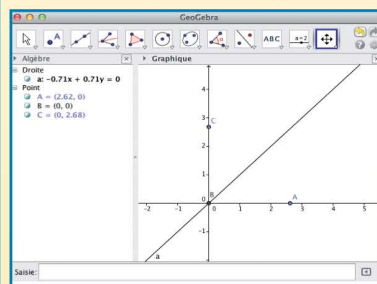 GeoGebra
ABC
a=2
Algèbre
Droite
a: -0.71x + 0.71y = 0
Point
A = (2.62, 0)
B = (0, 0)
C = (0, 2.68)
Graphique
4
3
C
2
1
B
A
-2 -1 0 1 2 3 4 5
-1
a
Saisie: